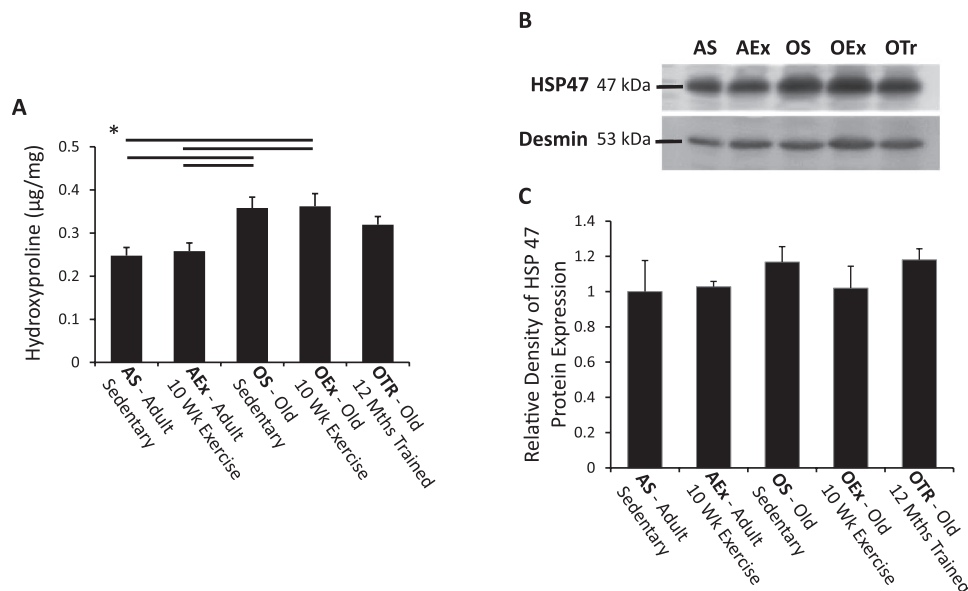 A
*
Hydroxyproline (μg/mg)
0.5
0.4
0.3
0.2
0.1
0
AS - Adult
Sedentary
AEx - Adult
10 Wk Exercise
OS - Old
Sedentary
OEx - Old
10 Wk Exercise
OTR - Old
12 Mths Trained
B
AS AEx OS OEx OTr
HSP47 47 kDa
Desmin 53 kDa
C
Relative Density of HSP 47
Protein Expression
1.4
1.2
1
0.8
0.6
0.4
0.2
0
AS - Adult
Sedentary
AEx - Adult
10 Wk Exercise
OS - Old
Sedentary
OEx - Old
10 Wk Exercise
OTR - Old
12 Mths Trained